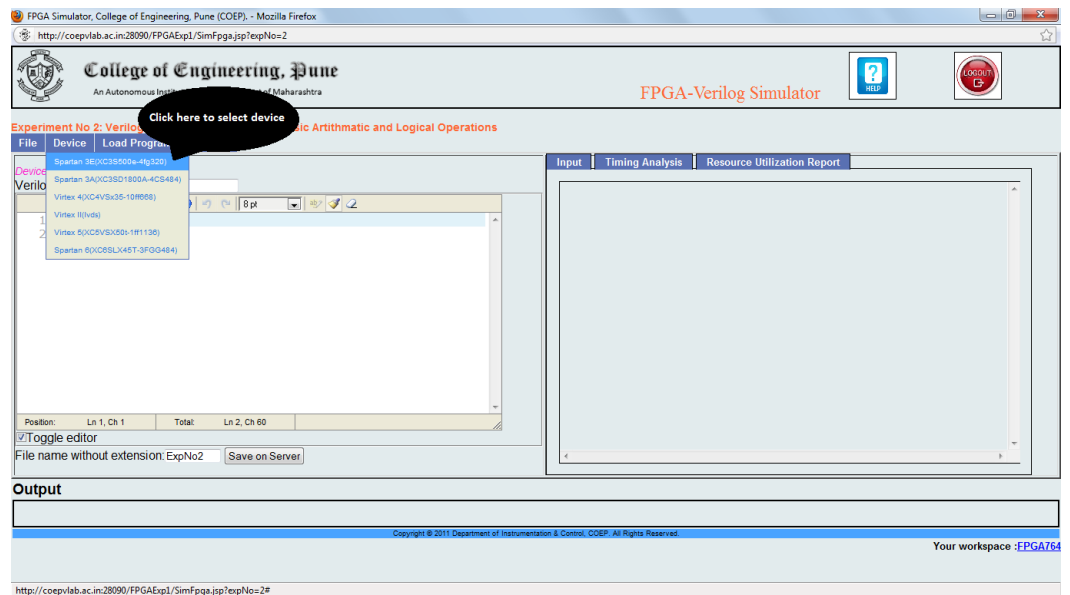 FPGA Simulator, College of Engineering, Pune (COEP). - Mozilla Firefox
http://coepvlab.ac.in:28090/FPGAExp1/SimFpga.jsp?expNo=2
College of Engineering, Pune
An Autonomous of Maharashtra
FPGA-Verilog Simulator
HELP
LOGOUT
Click here to select device
Experiment No 2: Verilog Artithmatic and Logical Operations
File Device Load
Spartan 3E(XC3S500e-4fg320)
Spartan 3A(XC3SD1800A-4CS484)
Virtex 4(XC4VSx35-10ff668)
Virtex II(lvds)
Virtex 5(XC5VSX50t-1ff1136)
Spartan 6(XC6SLX45T-3FGG484)
Device
8 pt
1
2
Input Timing Analysis Resource Utilization Report
Position: Ln 1, Ch 1 Total: Ln 2, Ch 60
Toggle editor
File name without extension: ExpNo2 Save on Server
Output
Copyright © 2011 Department of Instrumentation & Control, COEP. All Rights Reserved.
Your workspace :FPGA764
http://coepvlab.ac.in:28090/FPGAExp1/SimFpga.jsp?expNo=2#